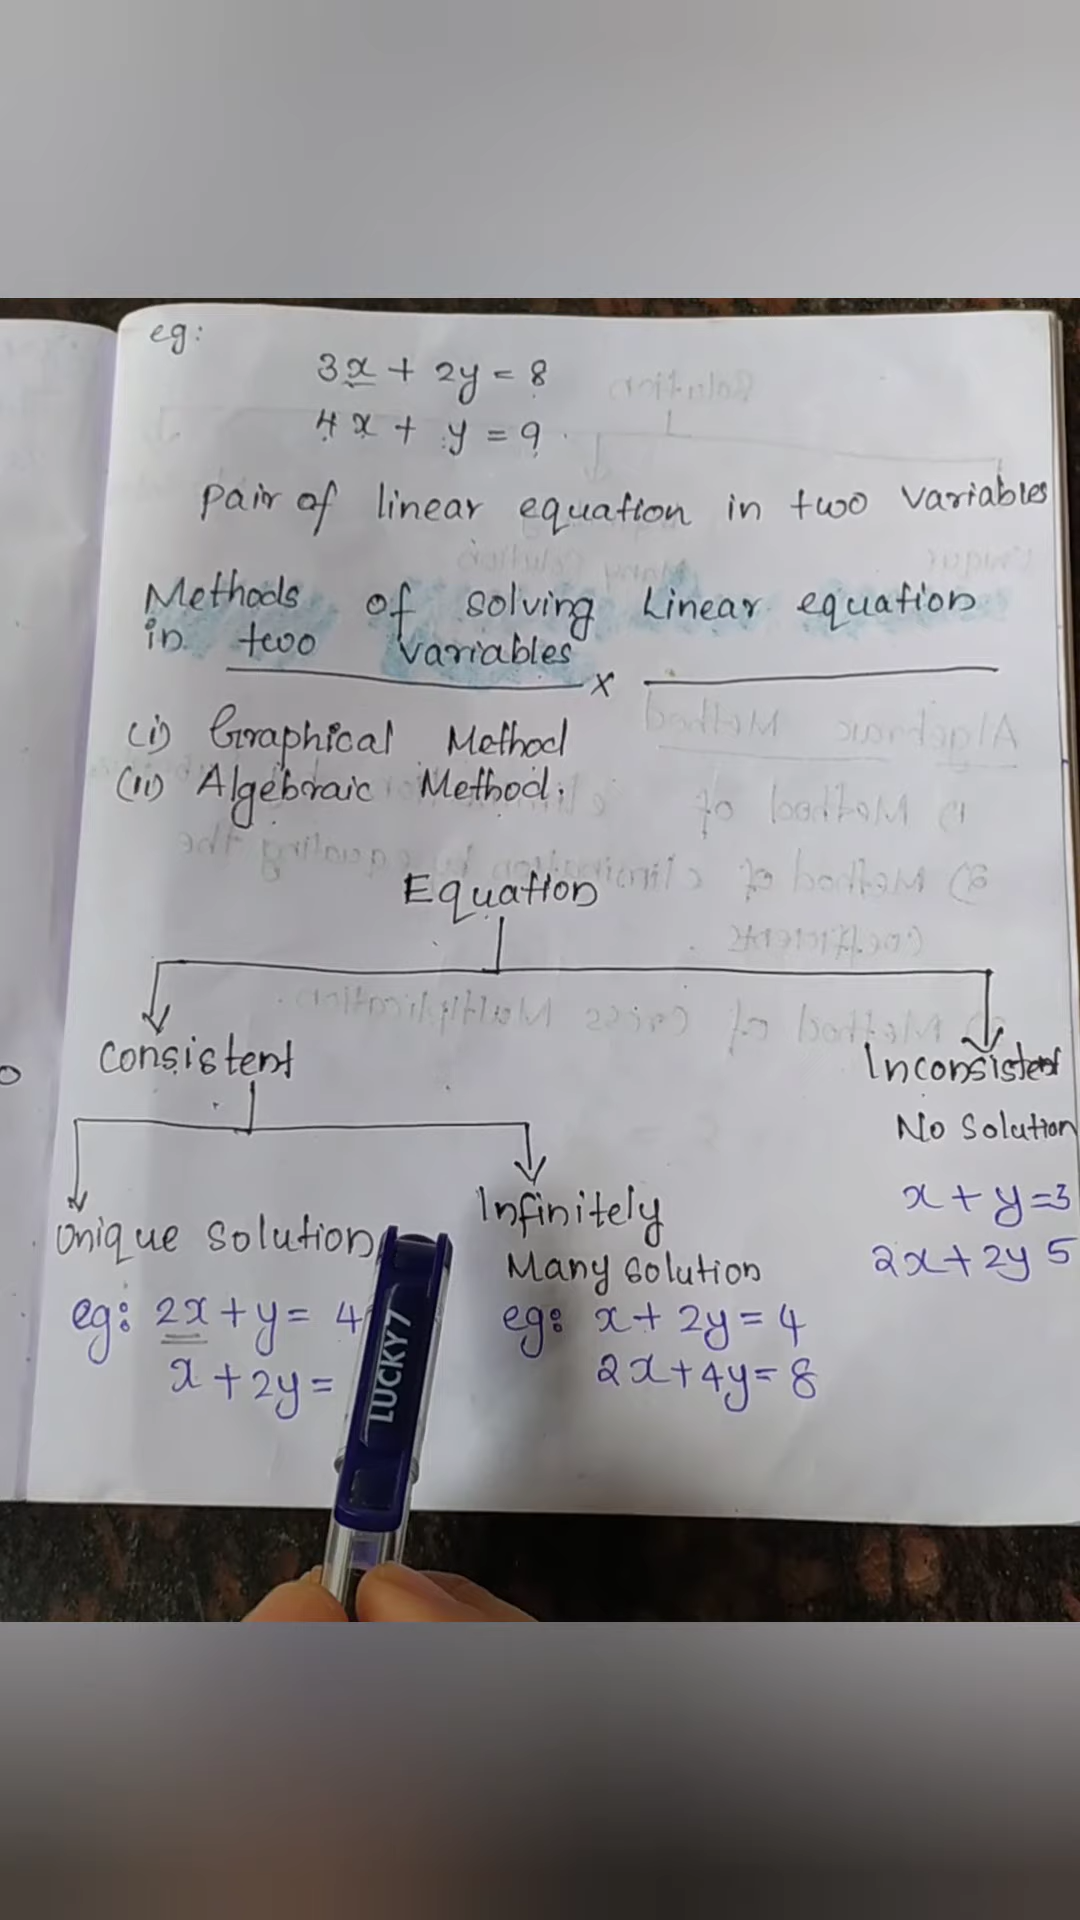 eg:
3x + 2y = 8
4x + y = 9
pair of linear equation in two variables
Methods of solving Linear equation
in two variables
x
(i) Graphical Method
(ii) Algebraic Method.
Equation
Consistent
Inconsistent
No Solution
x + y =3
2x+2y 5
Unique Solution
eg: 2x+y= 4
x+2y=
Infinitely
Many Solution
eg: x+ 2y=4
2x+4y=8
LUCKY7